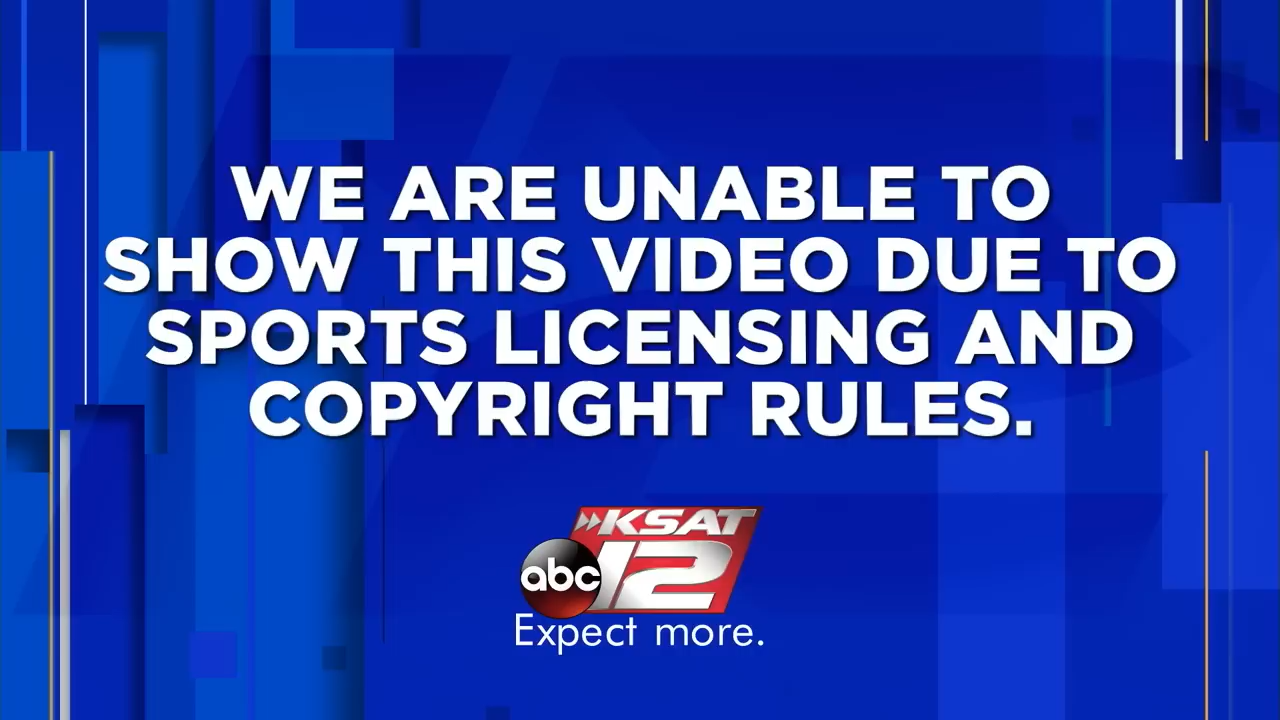 WE ARE UNABLE TO
SHOW THIS VIDEO DUE TO
SPORTS LICENSING AND
COPYRIGHT RULES.
KSAT
abc 12
Expect more.